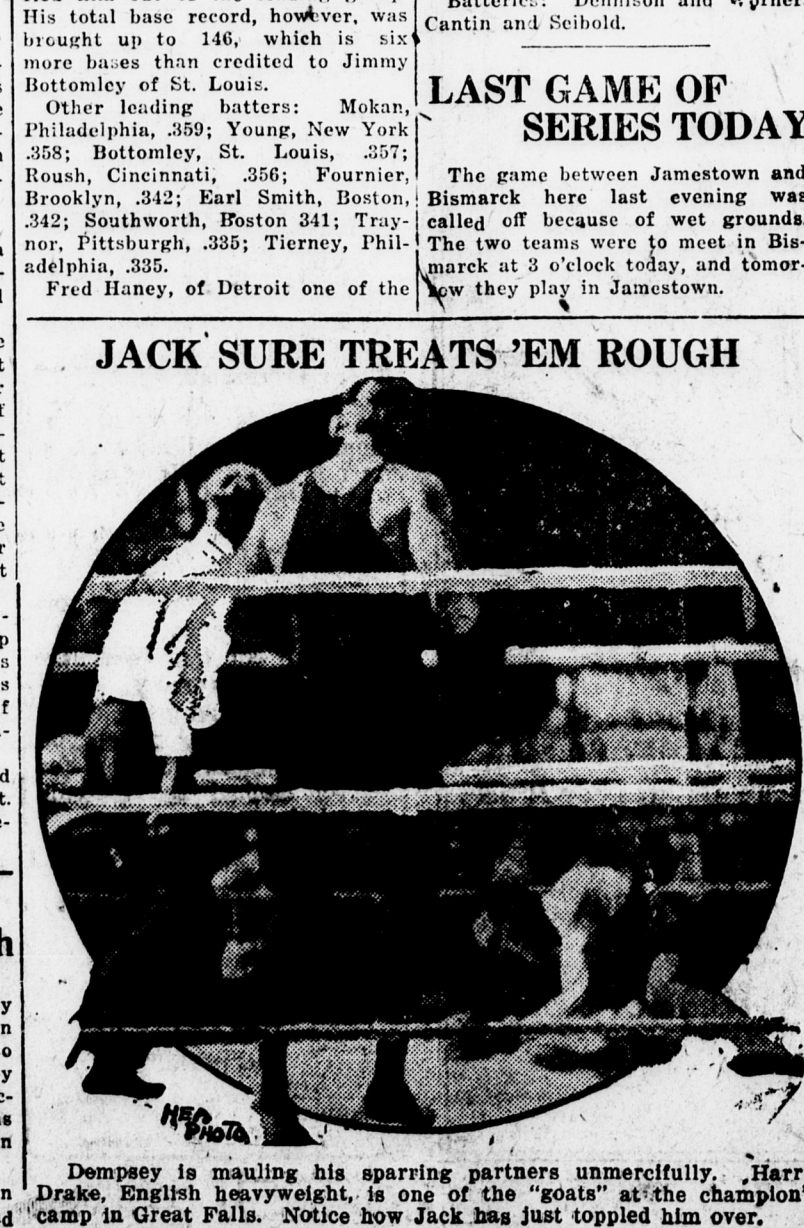 His total base record, however, was
brought up to 146, which is six
more bases than credited to Jimmy
Bottomley of St. Louis.
Other leading batters: Mokan,
Philadelphia, .359; Young, New York
.358; Bottomley, St. Louis, .357;
Roush, Cincinnati, .356; Fournier,
Brooklyn, .342; Earl Smith, Boston,
.342; Southworth, Boston 341; Tray-
nor, Pittsburgh, .335; Tierney, Phil-
adelphia, .335.
Fred Haney, of Detroit one of the
Batteries: Dennison and
Cantin and Seibold.
LAST GAME OF
SERIES TODAY
The game between Jamestown and
Bismarck here last evening was
called off because of wet grounds.
The two teams were to meet in Bis-
marck at 3 o'clock today, and tomor-
row they play in Jamestown.
JACK SURE TREATS 'EM ROUGH
NEA
PHOTO
Dempsey is mauling his sparring partners unmercifully. Harr
Drake, English heavyweight, is one of the "goats" at the champion'
camp in Great Falls. Notice how Jack has just toppled him over.